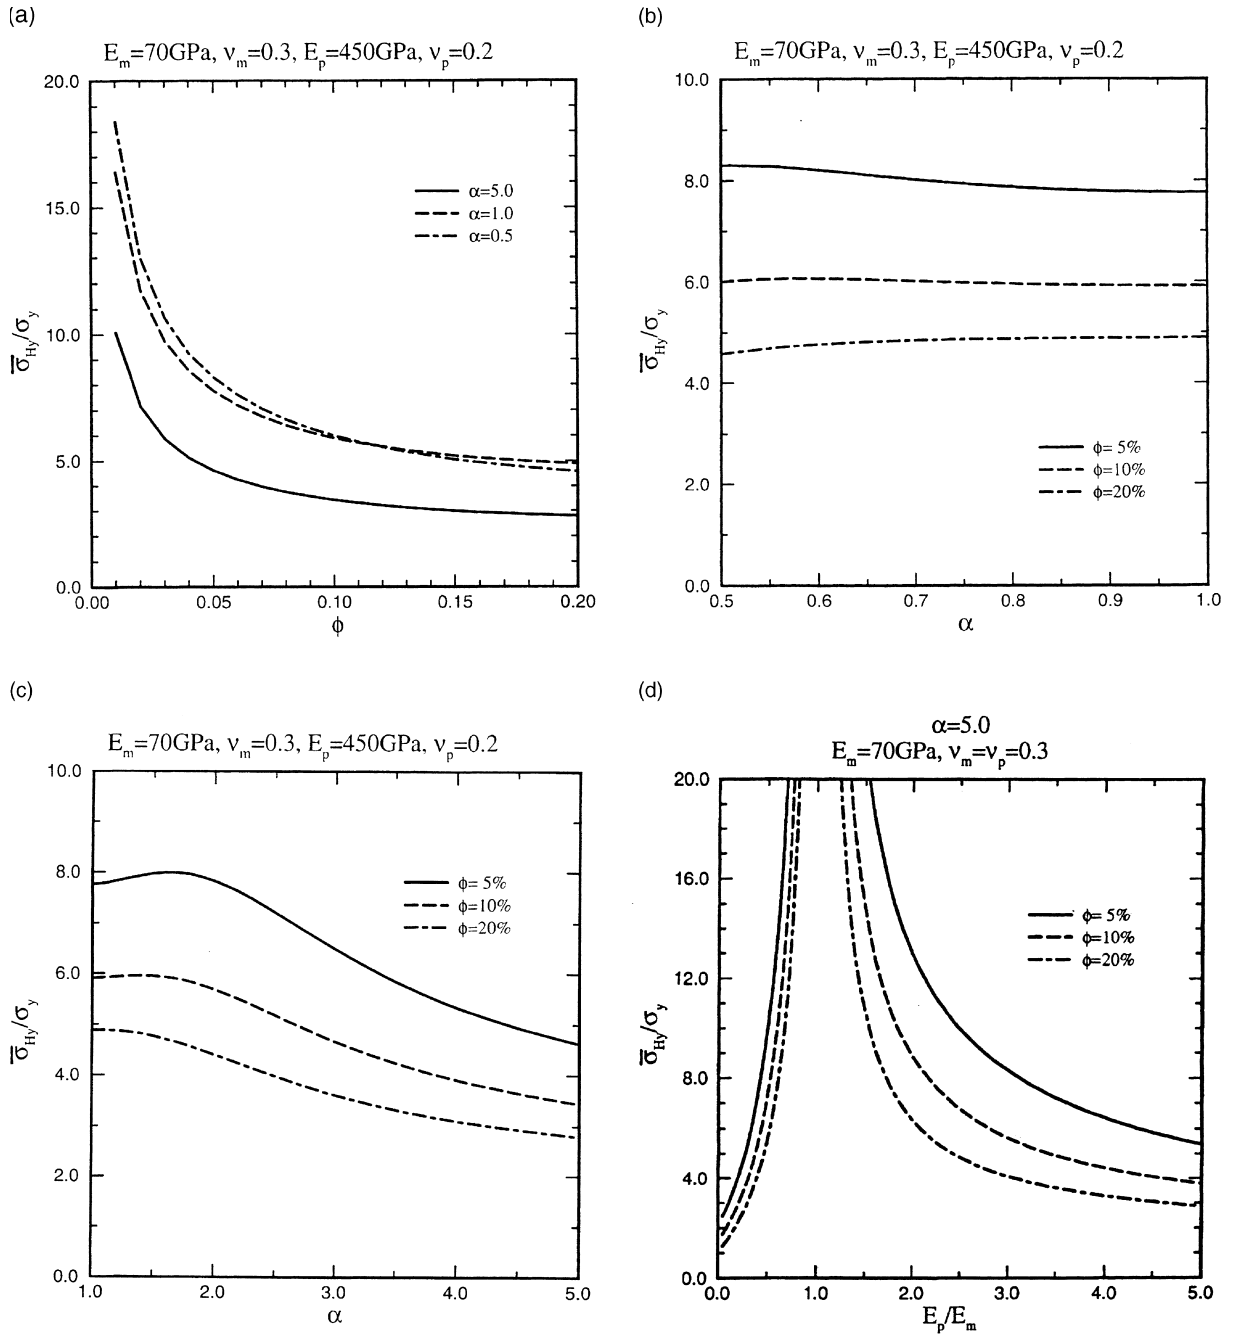 (a)
E_m=70GPa, ν_m=0.3, E_p=450GPa, ν_p=0.2
20.0
15.0
10.0
5.0
0.0
σ̅_Hy/σ_y
α=5.0
α=1.0
α=0.5
0.00 0.05 0.10 0.15 0.20
ϕ
(b)
E_m=70GPa, ν_m=0.3, E_p=450GPa, ν_p=0.2
10.0
8.0
6.0
4.0
2.0
0.0
σ̅_Hy/σ_y
ϕ= 5%
ϕ=10%
ϕ=20%
0.5 0.6 0.7 0.8 0.9 1.0
α
(c)
E_m=70GPa, ν_m=0.3, E_p=450GPa, ν_p=0.2
10.0
8.0
6.0
4.0
2.0
0.0
σ̅_Hy/σ_y
ϕ= 5%
ϕ=10%
ϕ=20%
1.0 2.0 3.0 4.0 5.0
α
(d)
α=5.0
E_m=70GPa, ν_m=ν_p=0.3
20.0
16.0
12.0
8.0
4.0
0.0
σ̅_Hy/σ_y
ϕ= 5%
ϕ=10%
ϕ=20%
0.0 1.0 2.0 3.0 4.0 5.0
E_p/E_m